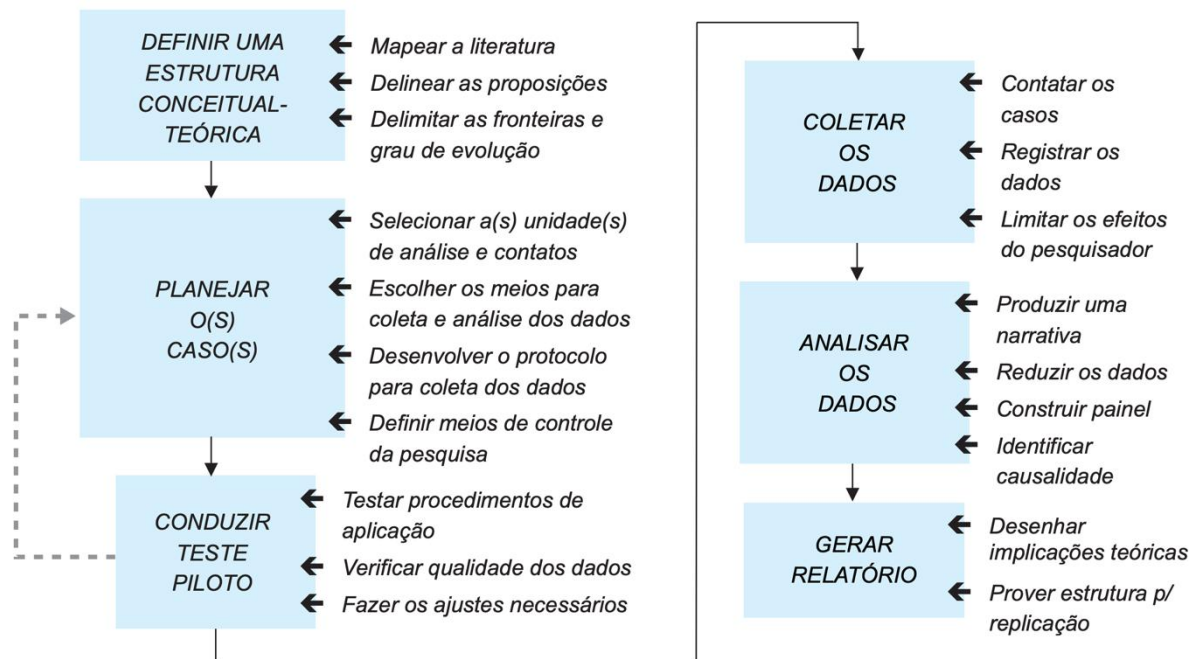 DEFINIR UMA
ESTRUTURA
CONCEITUAL-
TEÓRICA
Mapear a literatura
Delinear as proposições
Delimitar as fronteiras e
grau de evolução
PLANEJAR
O(S)
CASO(S)
Selecionar a(s) unidade(s)
de análise e contatos
Escolher os meios para
coleta e análise dos dados
Desenvolver o protocolo
para coleta dos dados
Definir meios de controle
da pesquisa
CONDUZIR
TESTE
PILOTO
Testar procedimentos de
aplicação
Verificar qualidade dos dados
Fazer os ajustes necessários
COLETAR
OS
DADOS
Contatar os
casos
Registrar os
dados
Limitar os efeitos
do pesquisador
ANALISAR
OS
DADOS
Produzir uma
narrativa
Reduzir os dados
Construir painel
Identificar
causalidade
GERAR
RELATÓRIO
Desenhar
implicações teóricas
Prover estrutura p/
replicação